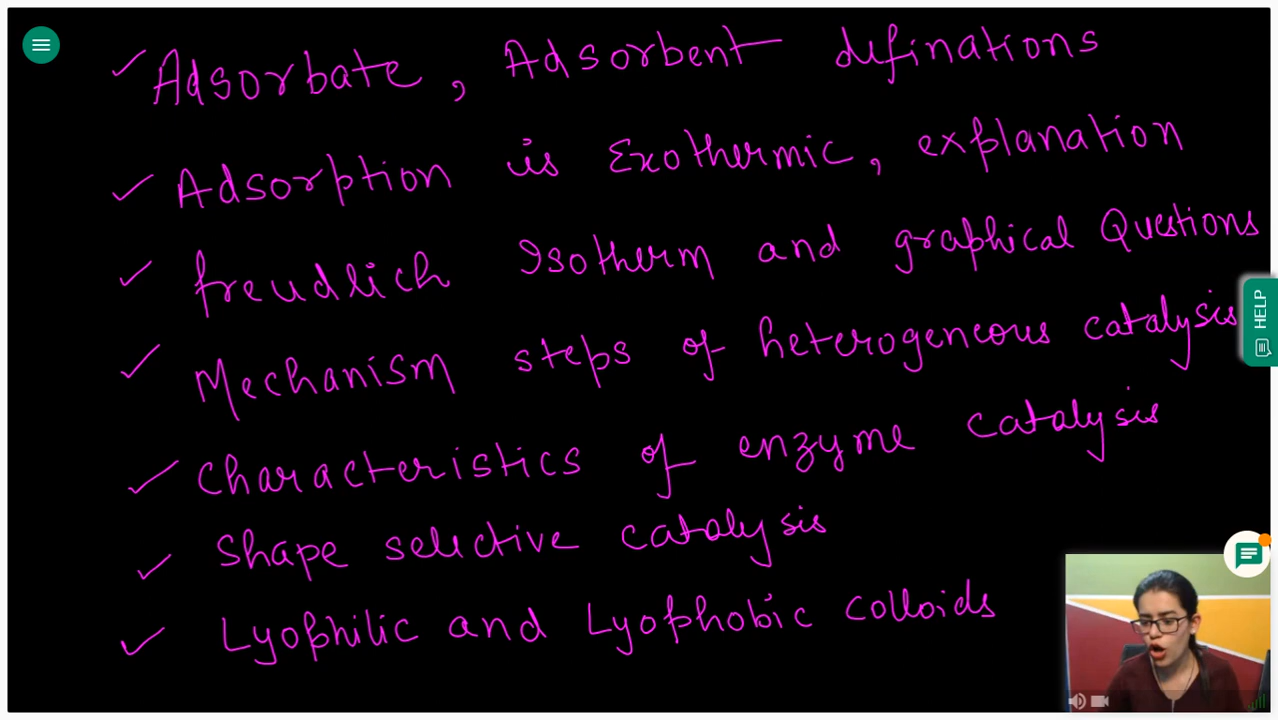 Adsorbate, Adsorbent definations
Adsorption is Exothermic, explanation
freudlich Isotherm and graphical Questions
Mechanism steps of heterogeneous catalysis
Characteristics of enzyme catalysis
Shape selective catalysis
Lyophilic and Lyophobic colloids
HELP